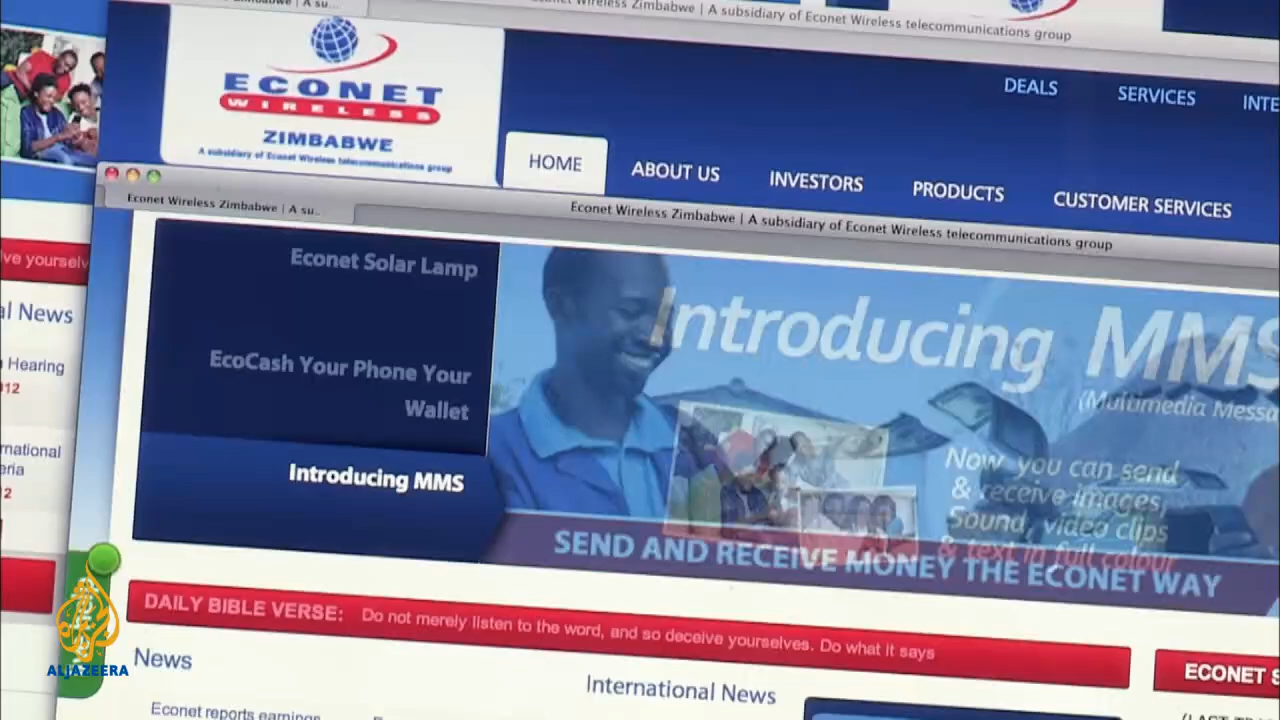 Econet Wireless Zimbabwe | A subsidiary of Econet Wireless telecommunications group
ECONET
WIRELESS
ZIMBABWE
A subsidiary of Econet Wireless telecommunications group
DEALS
SERVICES
HOME
ABOUT US
INVESTORS
PRODUCTS
CUSTOMER SERVICES
Econet Wireless Zimbabwe | A su...
Econet Wireless Zimbabwe | A subsidiary of Econet Wireless telecommunications group
Econet Solar Lamp
EcoCash Your Phone Your
Wallet
Introducing MMS
Introducing MMS
Now you can send
& receive images,
Sound, video clips
& text in full colour
SEND AND RECEIVE MONEY THE ECONET WAY
al News
Hearing
DAILY BIBLE VERSE: Do not merely listen to the word, and so deceive yourselves. Do what it says
News
International News
ECONET S
Econet reports earnings
ALJAZEERA